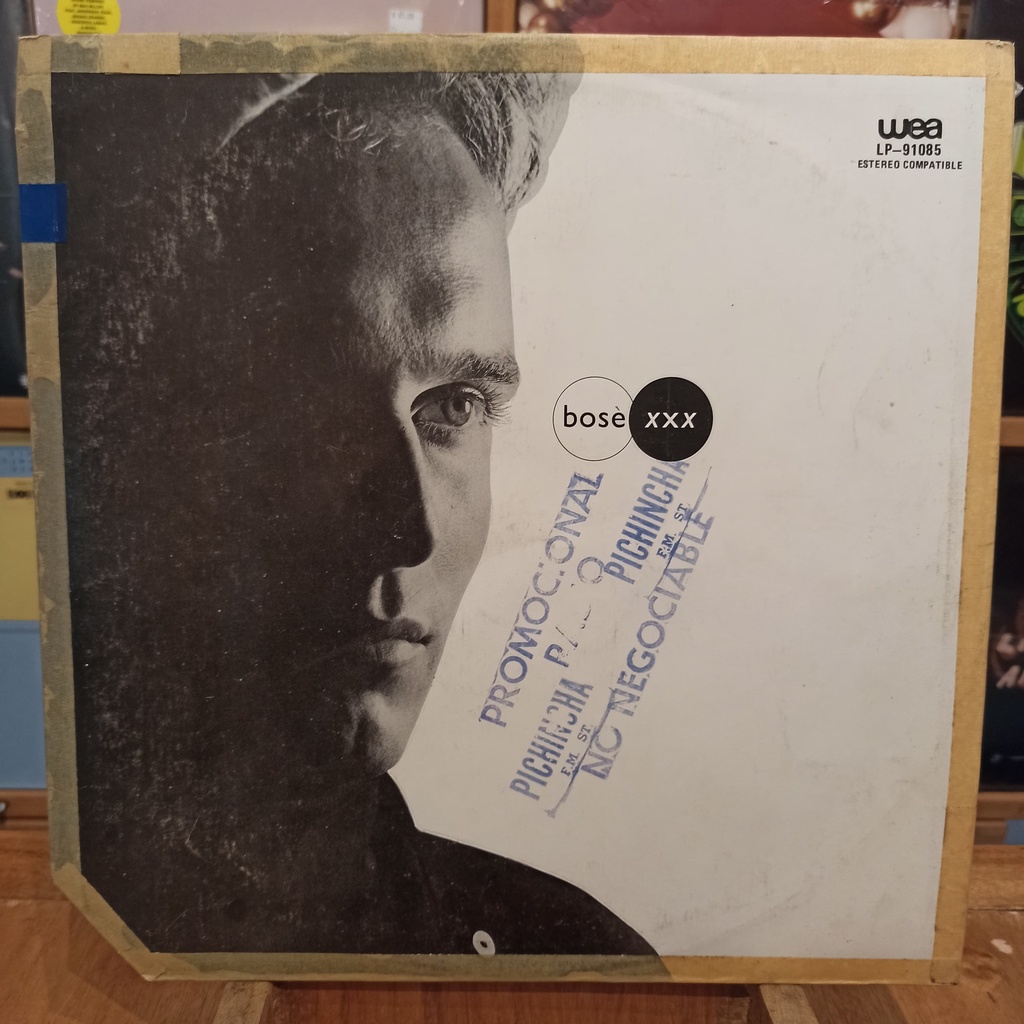 wea
LP-91085
ESTEREO COMPATIBLE
bosè xxx
PROMOCIONAL
PICHINCHA
F.M. ST
PICHINCHA
F.M. ST
NO NEGOCIABLE